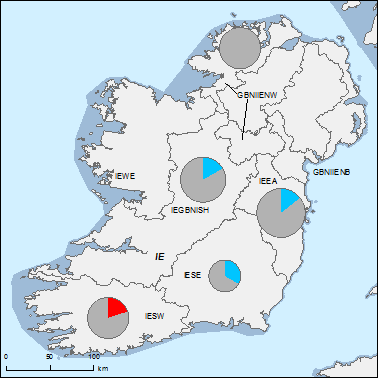 GBNIIENW
GBNIIENB
IEWE
IEEA
IEGBNISH
IE
IESE
IESW
0 50 100
km